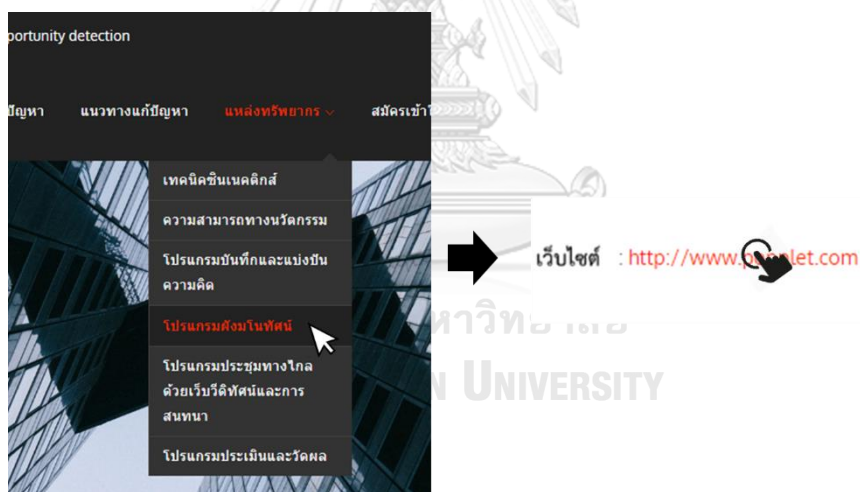 portunity detection
ปัญหา แนวทางแก้ปัญหา แหล่งทรัพยากร สมัครเข้า
เทคนิคซินเนคติกส์
ความสามารถทางนวัตกรรม
โปรแกรมบันทึกและแบ่งปัน
ความคิด
โปรแกรมผังมโนทัศน์
โปรแกรมประชุมทางไกล
ด้วยเว็บวีดิทัศน์และการ
สนทนา
โปรแกรมประเมินและวัดผล
เว็บไซต์ : http://www.
UNIVERSITY